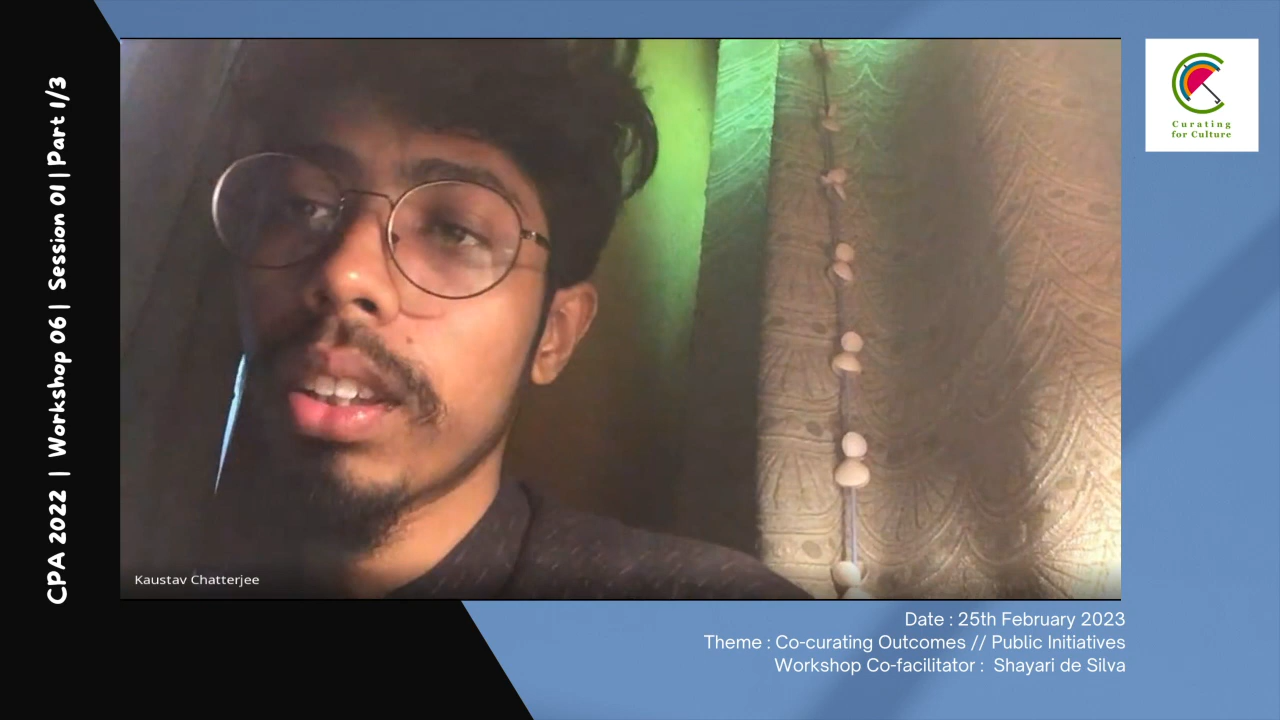 CPA 2022 | Workshop 06 | Session 01 | Part 1/3
Curating
for Culture
Kaustav Chatterjee
Date : 25th February 2023
Theme : Co-curating Outcomes // Public Initiatives
Workshop Co-facilitator : Shayari de Silva